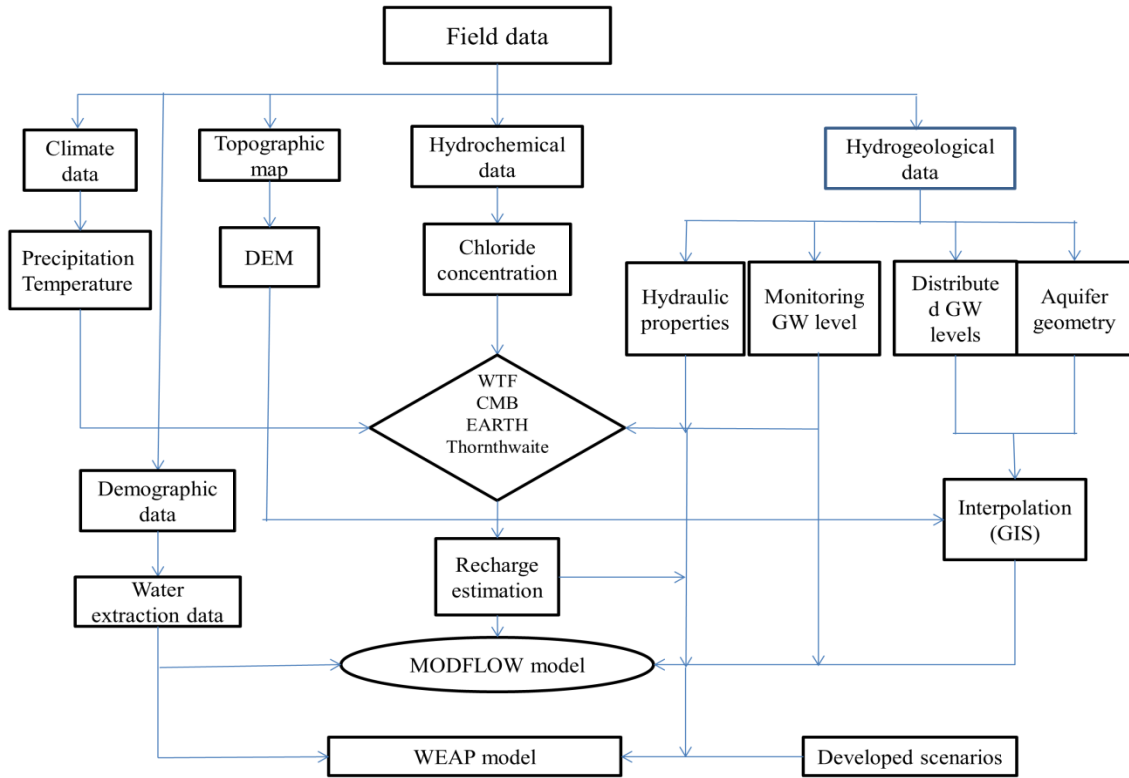 Field data
Climate
data
Topographic
map
Hydrochemical
data
Hydrogeological
data
Precipitation
Temperature
DEM
Chloride
concentration
Hydraulic
properties
Monitoring
GW level
Distribute
d GW
levels
Aquifer
geometry
WTF
CMB
EARTH
Thornthwaite
Demographic
data
Interpolation
(GIS)
Recharge
estimation
Water
extraction data
MODFLOW model
WEAP model
Developed scenarios